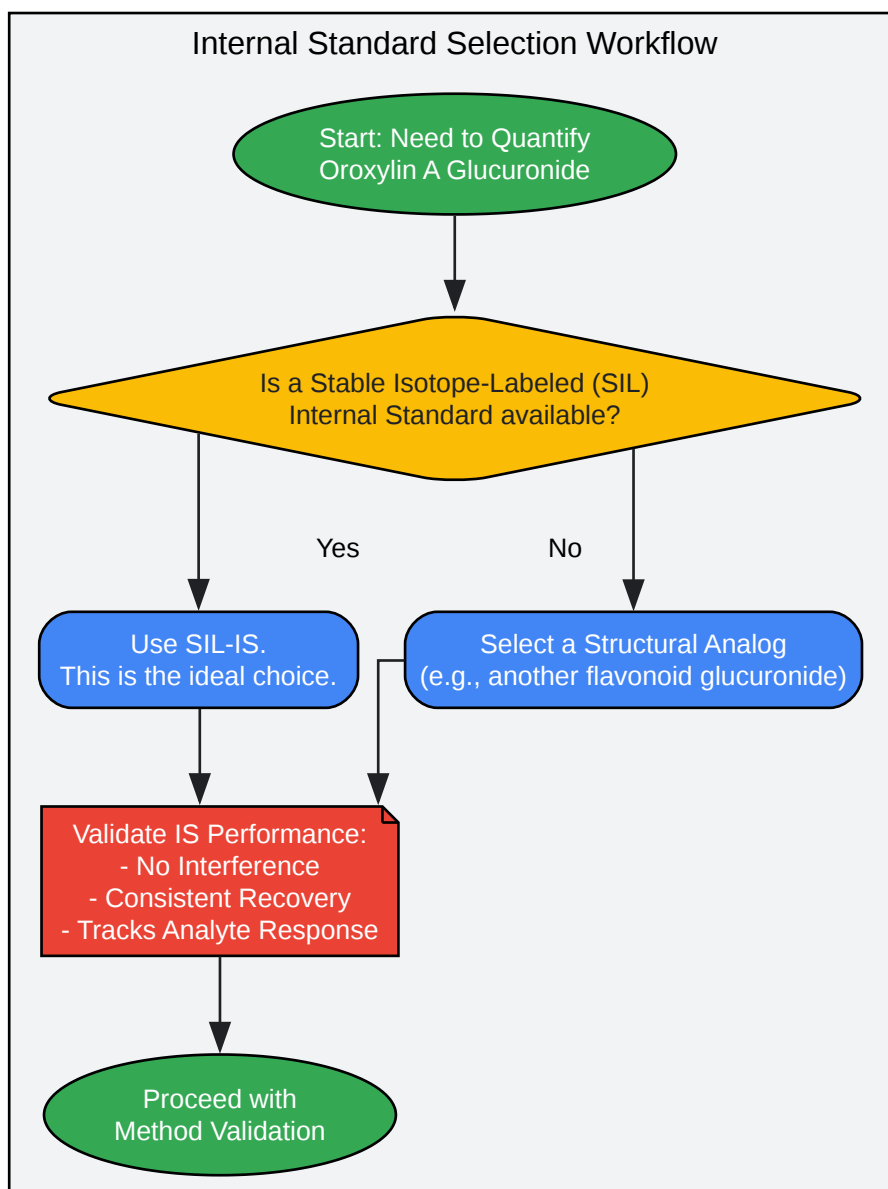 Internal Standard Selection Workflow
Start: Need to Quantify
Oroxylin A Glucuronide
Is a Stable Isotope-Labeled (SIL)
Internal Standard available?
Yes
No
Use SIL-IS.
This is the ideal choice.
Select a Structural Analog
(e.g., another flavonoid glucuronide)
Validate IS Performance:
- No Interference
- Consistent Recovery
- Tracks Analyte Response
Proceed with
Method Validation